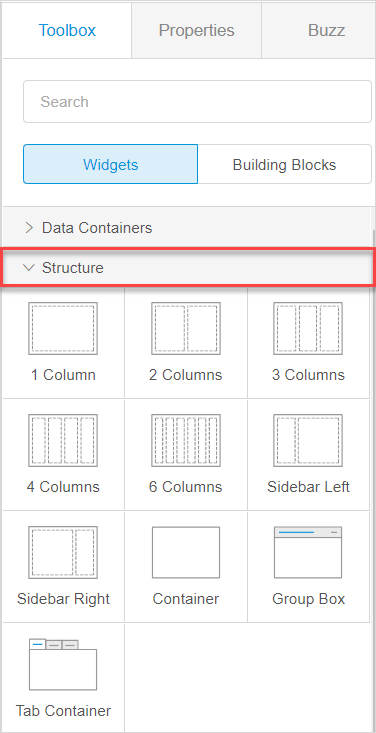 Toolbox Properties Buzz
Search
Widgets Building Blocks
Data Containers
Structure
1 Column 2 Columns 3 Columns
4 Columns 6 Columns Sidebar Left
Sidebar Right Container Group Box
Tab Container